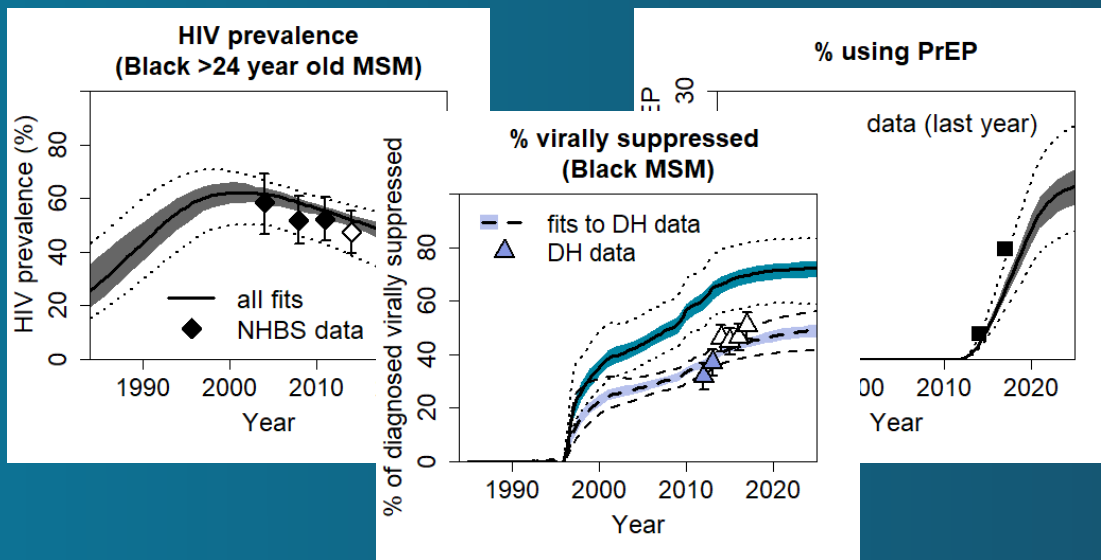 HIV prevalence
(Black >24 year old MSM)
HIV prevalence (%)
80
60
40
20
0
all fits
NHBS data
1990
2000
2010
Year
% virally suppressed
(Black MSM)
% of diagnosed virally suppressed
80
60
40
20
0
fits to DH data
DH data
1990
2000
2010
2020
Year
% using PrEP
EP
30
data (last year)
00
2010
2020
Year